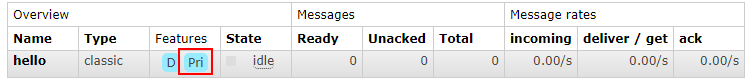 Overview Messages Message rates
Name Type Features State Ready Unacked Total incoming deliver / get ack
hello classic D Pri idle 0 0 0 0.00/s 0.00/s 0.00/s